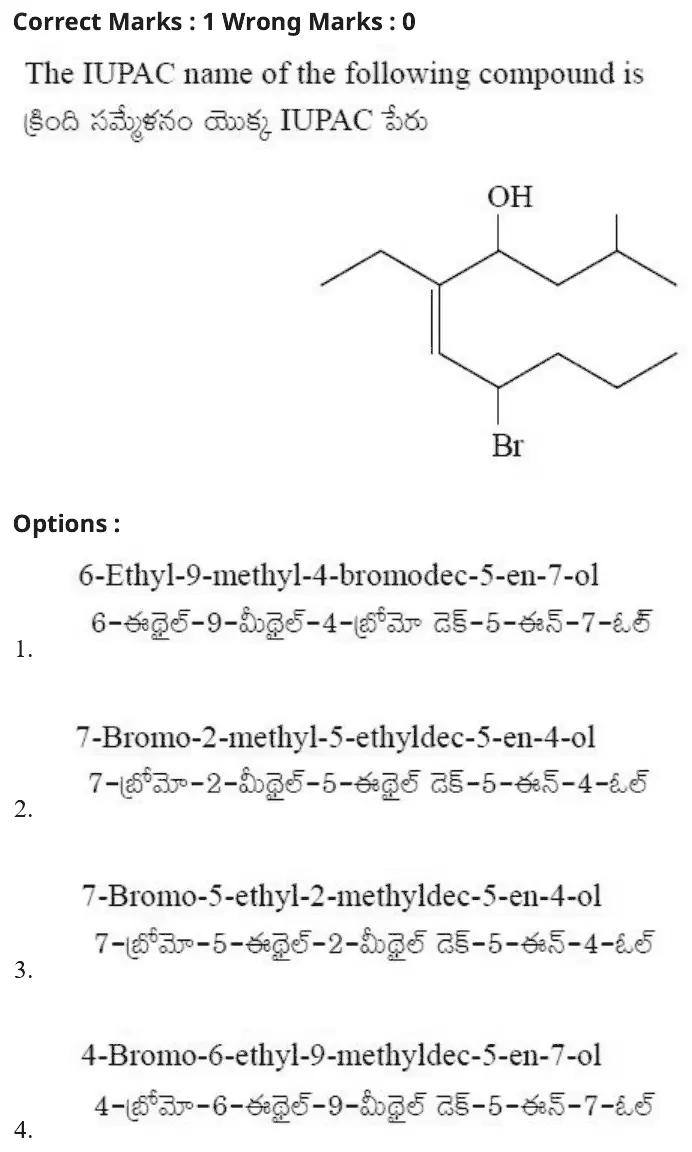 Correct Marks : 1 Wrong Marks : 0
The IUPAC name of the following compound is
క్రింది సమ్మేళనం యొక్క IUPAC పేరు
OH
Br
Options :
6-Ethyl-9-methyl-4-bromodec-5-en-7-ol
6-ఈథైల్-9-మీథైల్-4-బ్రోమో డెక్-5-ఈన్-7-ఓల్
1.
7-Bromo-2-methyl-5-ethyldec-5-en-4-ol
7-బ్రోమో-2-మీథైల్-5-ఈథైల్ డెక్-5-ఈన్-4-ఓల్
2.
7-Bromo-5-ethyl-2-methyldec-5-en-4-ol
7-బ్రోమో-5-ఈథైల్-2-మీథైల్ డెక్-5-ఈన్-4-ఓల్
3.
4-Bromo-6-ethyl-9-methyldec-5-en-7-ol
4-బ్రోమో-6-ఈథైల్-9-మీథైల్ డెక్-5-ఈన్-7-ఓల్
4.